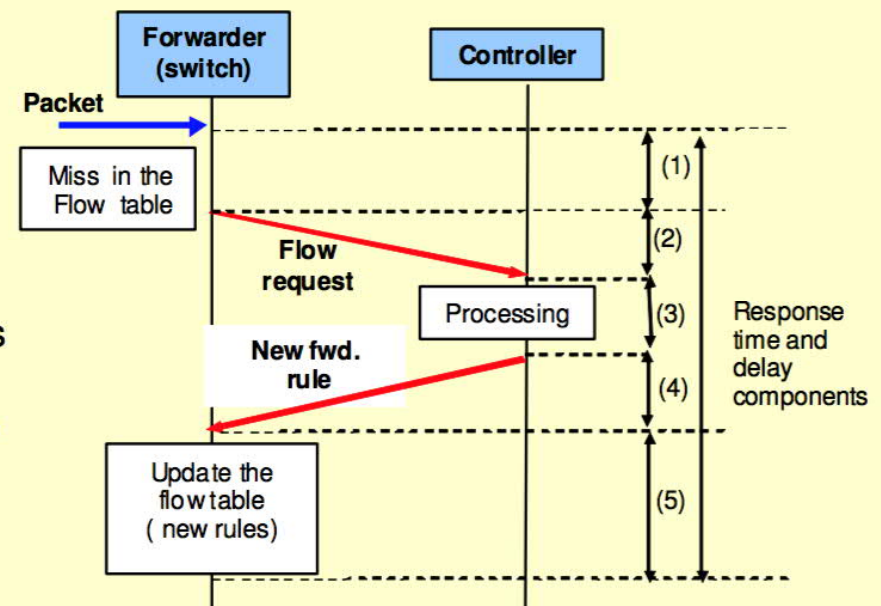 Forwarder
(switch)
Controller
Packet
(1)
Miss in the
Flow table
(2)
Flow
request
Processing
(3)
Response
time and
delay
components
s
New fwd.
rule
(4)
Update the
flow table
( new rules)
(5)